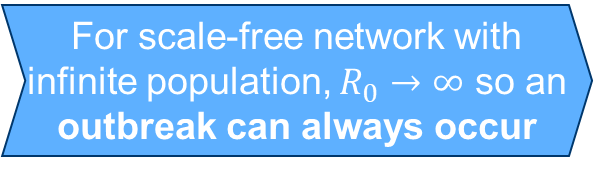 For scale-free network with
infinite population, R₀ → ∞ so an
outbreak can always occur